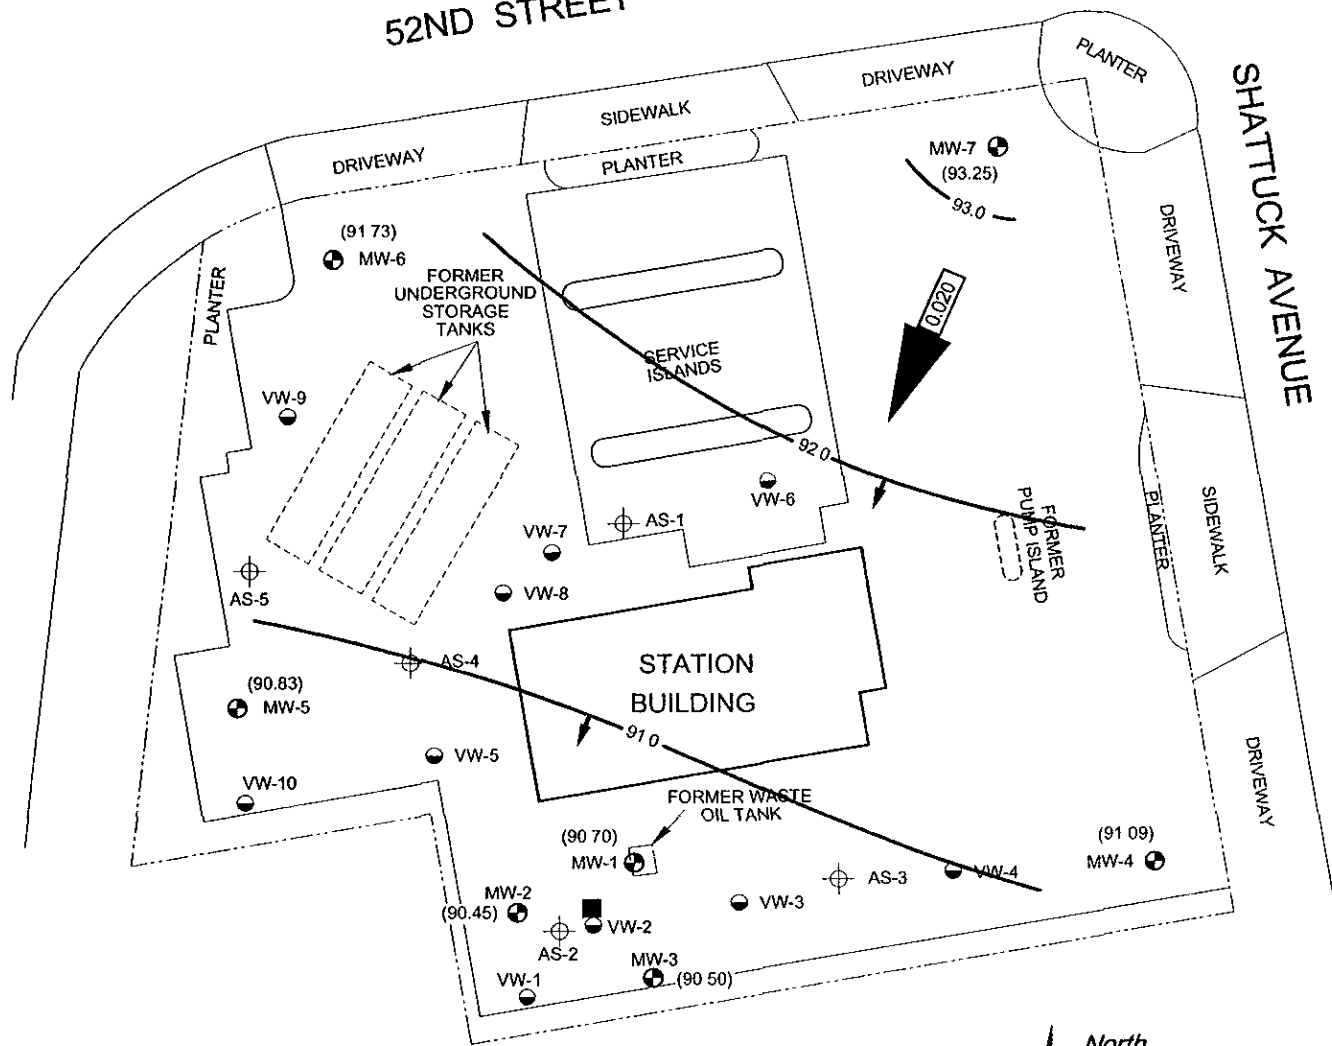 52ND STREET
SHATTUCK AVENUE
PLANTER
DRIVEWAY
SIDEWALK
DRIVEWAY
PLANTER
MW-7
(93.25)
93.0
DRIVEWAY
(91 73)
MW-6
FORMER
UNDERGROUND
STORAGE
TANKS
PLANTER
0.020
SERVICE
ISLANDS
VW-9
92 0
VW-6
AS-1
VW-7
VW-8
FORMER
PUMP ISLAND
PLANTER
SIDEWALK
AS-5
AS-4
STATION
BUILDING
(90.83)
MW-5
91 0
VW-5
DRIVEWAY
VW-10
FORMER WASTE
OIL TANK
(90 70)
MW-1
(91 09)
MW-4
AS-3
VW-4
MW-2
(90.45)
VW-3
VW-2
AS-2
MW-3
(90 50)
VW-1
North